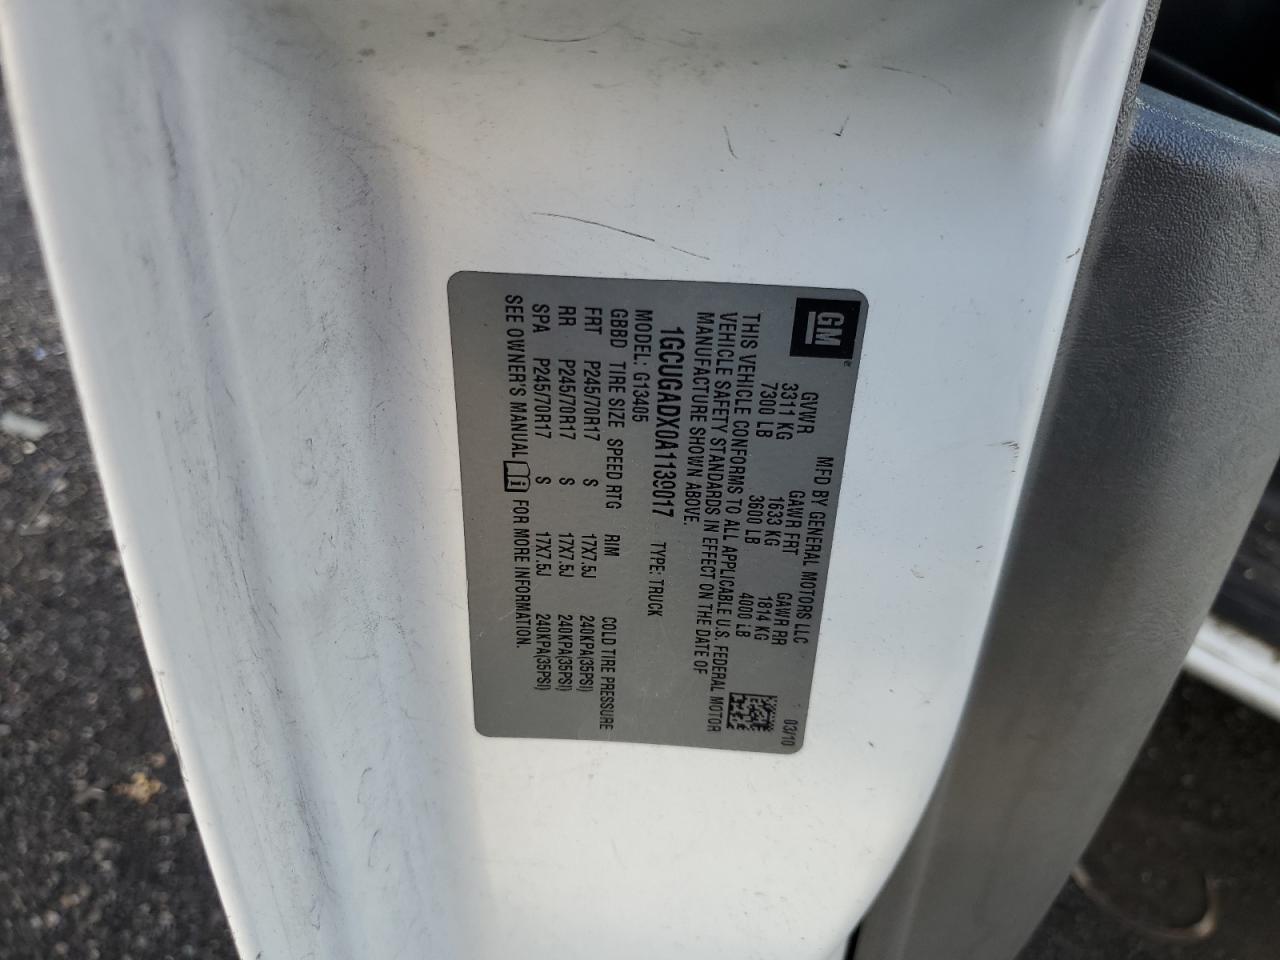 GM®
MFD BY GENERAL MOTORS LLC 03/10
GVWR GAWR FRT GAWR RR
3311 KG 1633 KG 1814 KG
7300 LB 3600 LB 4000 LB
THIS VEHICLE CONFORMS TO ALL APPLICABLE U.S. FEDERAL MOTOR
VEHICLE SAFETY STANDARDS IN EFFECT ON THE DATE OF
MANUFACTURE SHOWN ABOVE.
1GCUGADX0A1139017 TYPE: TRUCK
MODEL: G13405
GBBD TIRE SIZE SPEED RTG RIM COLD TIRE PRESSURE
FRT P245/70R17 S 17X7.5J 240KPA(35PSI)
RR P245/70R17 S 17X7.5J 240KPA(35PSI)
SPA P245/70R17 S 17X7.5J 240KPA(35PSI)
SEE OWNER'S MANUAL FOR MORE INFORMATION.